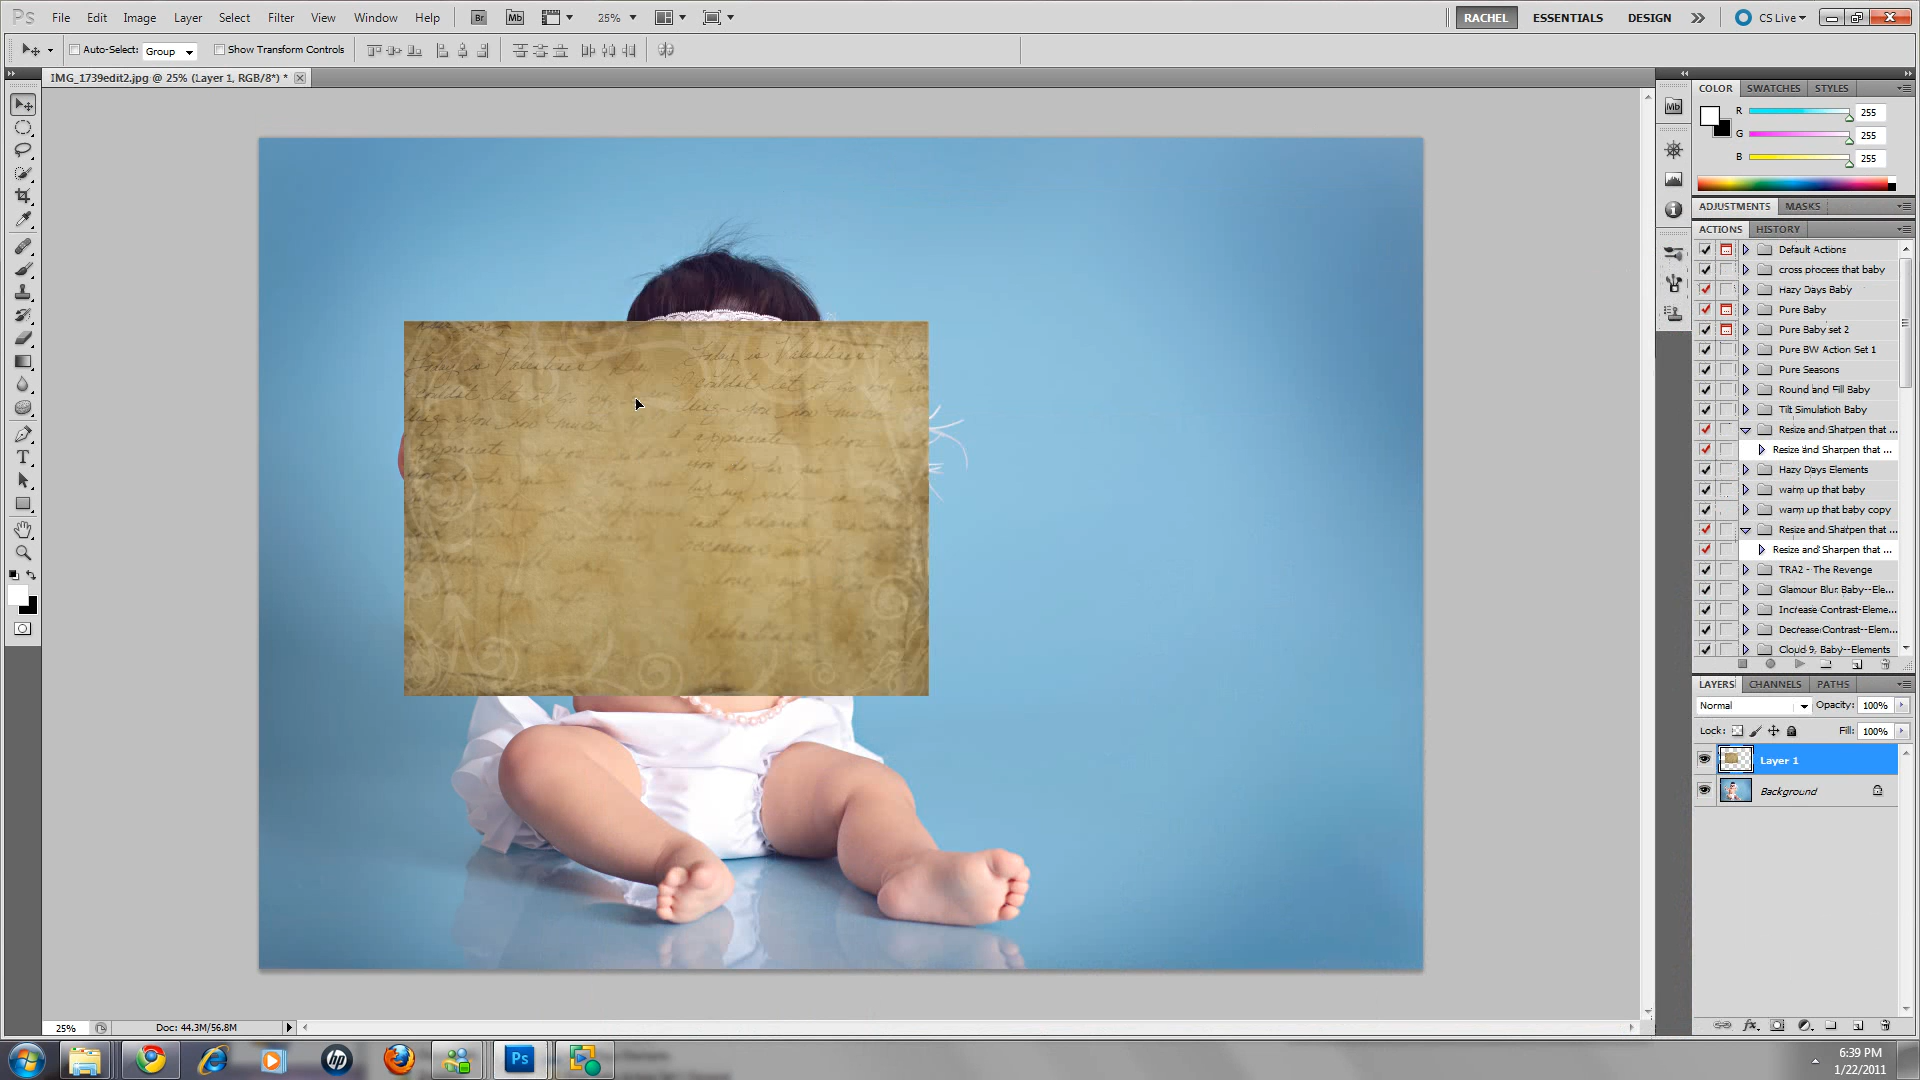 Ps File Edit Image Layer Select Filter View Window Help Br Mb 25% RACHEL ESSENTIALS DESIGN CS Live
Auto-Select: Group Show Transform Controls
IMG_1739edit2.jpg @ 25% (Layer 1, RGB/8*) *
COLOR SWATCHES STYLES
R 255
G 255
B 255
ADJUSTMENTS MASKS
ACTIONS HISTORY
Default Actions
cross process that baby
Hazy Days Baby
Pure Baby
Pure Baby set 2
Pure BW Action Set 1
Pure Seasons
Round and Fill Baby
Tilt Simulation Baby
Resize and Sharpen that ...
Resize and Sharpen that ...
Hazy Days Elements
warm up that baby
warm up that baby copy
Resize and Sharpen that ...
Resize and Sharpen that ...
TRA2 - The Revenge
Glamour Blur Baby--Ele...
Increase Contrast-Eleme...
Decrease Contrast--Elem...
Cloud 9, Baby--Elements
LAYERS CHANNELS PATHS
Normal Opacity: 100%
Lock: Fill: 100%
Layer 1
Background
25% Doc: 44.3M/56.8M
hp Ps
6:39 PM
1/22/2011